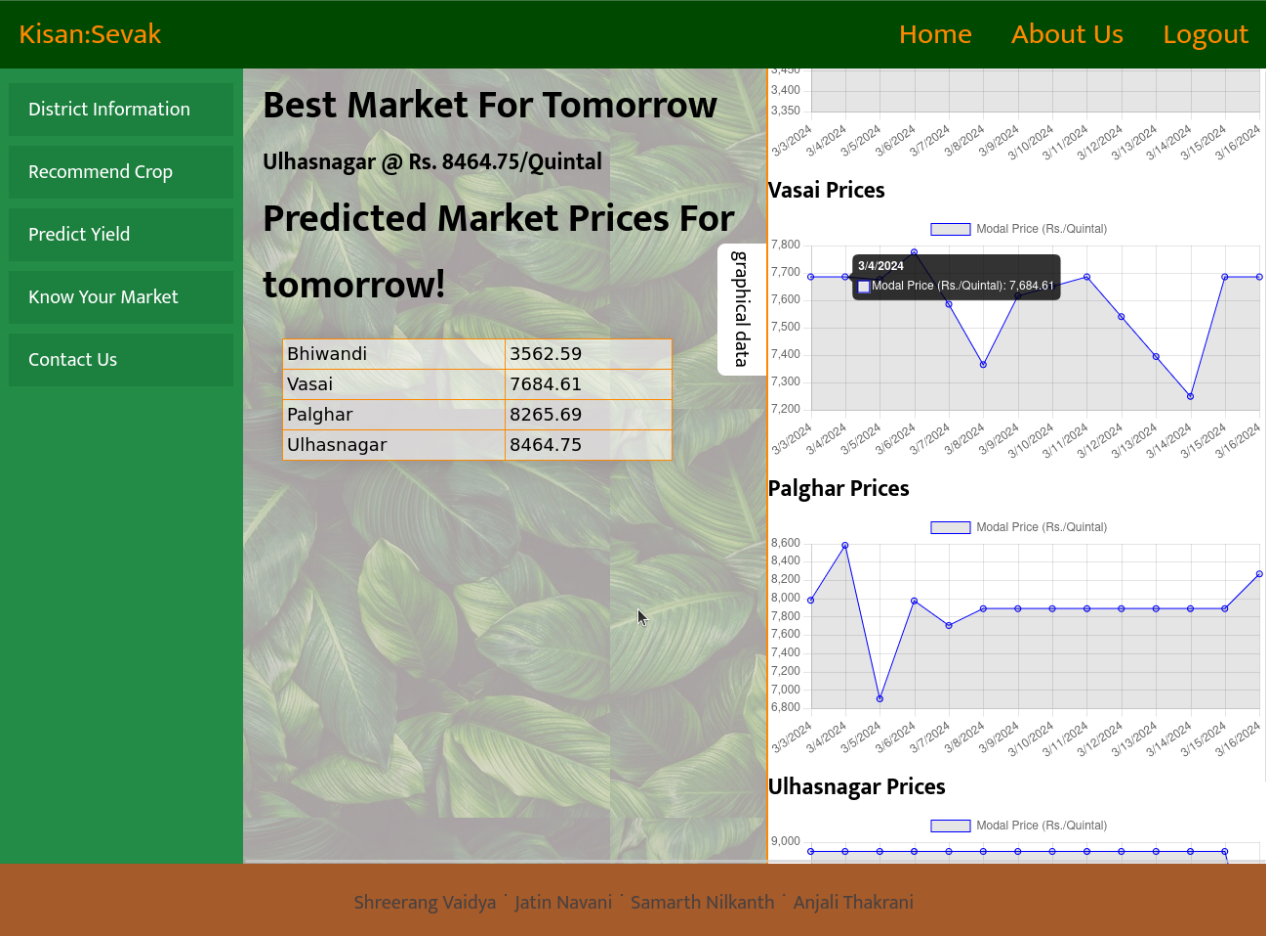 Kisan:Sevak
Home About Us Logout
District Information
Recommend Crop
Predict Yield
Know Your Market
Contact Us
Best Market For Tomorrow
Ulhasnagar @ Rs. 8464.75/Quintal
Predicted Market Prices For
tomorrow!
Bhiwandi 3562.59
Vasai 7684.61
Palghar 8265.69
Ulhasnagar 8464.75
graphical data
3,450
3,400
3,350
3/3/2024 3/4/2024 3/5/2024 3/6/2024 3/7/2024 3/8/2024 3/9/2024 3/10/2024 3/11/2024 3/12/2024 3/13/2024 3/14/2024 3/15/2024 3/16/2024
Vasai Prices
Modal Price (Rs./Quintal)
7,800
7,700
7,600
7,500
7,400
7,300
7,200
3/4/2024
Modal Price (Rs./Quintal): 7,684.61
3/3/2024 3/4/2024 3/5/2024 3/6/2024 3/7/2024 3/8/2024 3/9/2024 3/10/2024 3/11/2024 3/12/2024 3/13/2024 3/14/2024 3/15/2024 3/16/2024
Palghar Prices
Modal Price (Rs./Quintal)
8,600
8,400
8,200
8,000
7,800
7,600
7,400
7,200
7,000
6,800
3/3/2024 3/4/2024 3/5/2024 3/6/2024 3/7/2024 3/8/2024 3/9/2024 3/10/2024 3/11/2024 3/12/2024 3/13/2024 3/14/2024 3/15/2024 3/16/2024
Ulhasnagar Prices
Modal Price (Rs./Quintal)
9,000
Shreerang Vaidya ˙ Jatin Navani ˙ Samarth Nilkanth ˙ Anjali Thakrani